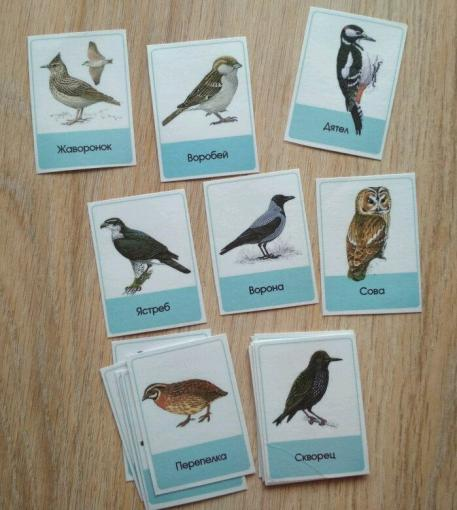 Жаворонок
Воробей
Дятел
Ястреб
Ворона
Сова
Перепелка
Скворец